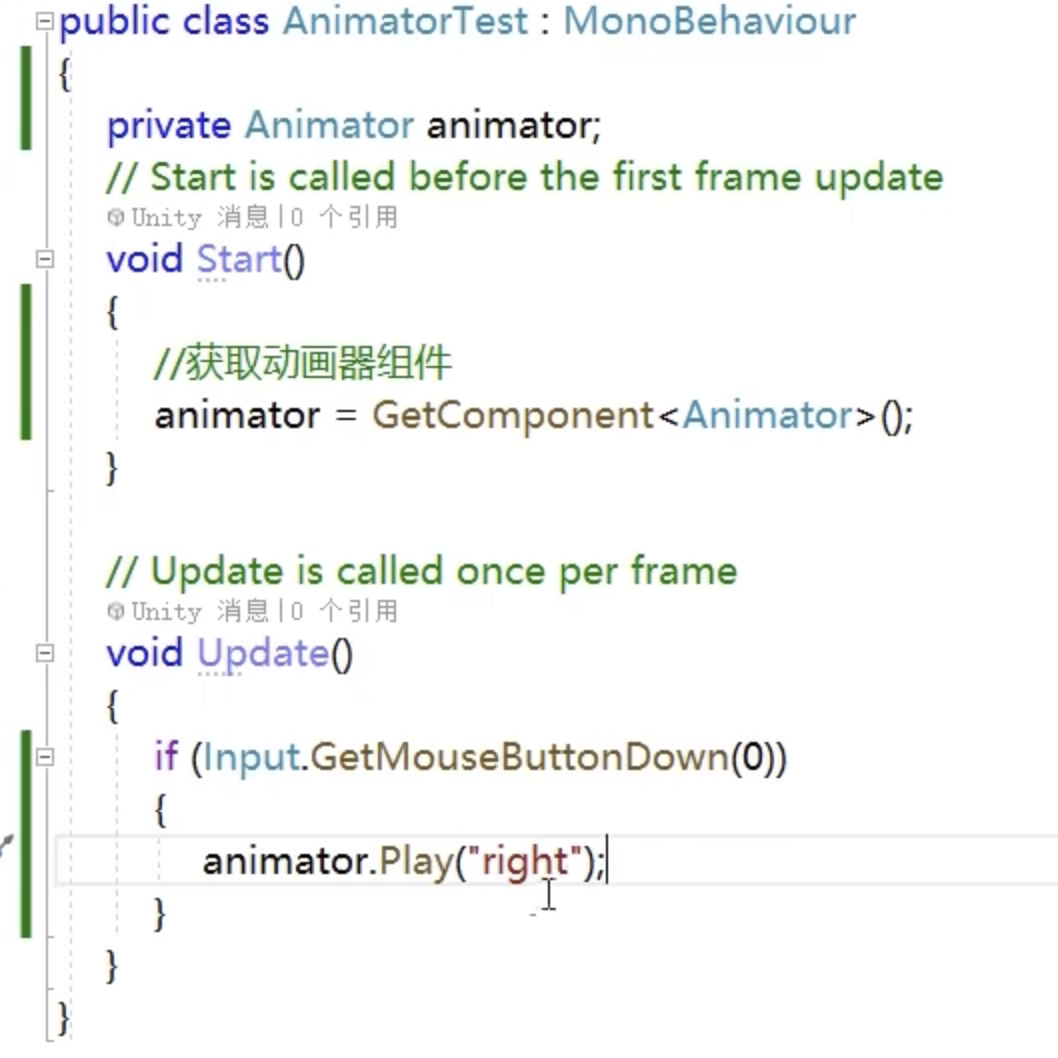 public class AnimatorTest : MonoBehaviour
{
private Animator animator;
// Start is called before the first frame update
Unity 消息|0 个引用
void Start()
{
//获取动画器组件
animator = GetComponent<Animator>();
}
// Update is called once per frame
Unity 消息|0 个引用
void Update()
{
if (Input.GetMouseButtonDown(0))
{
animator.Play("right");
}
}
}